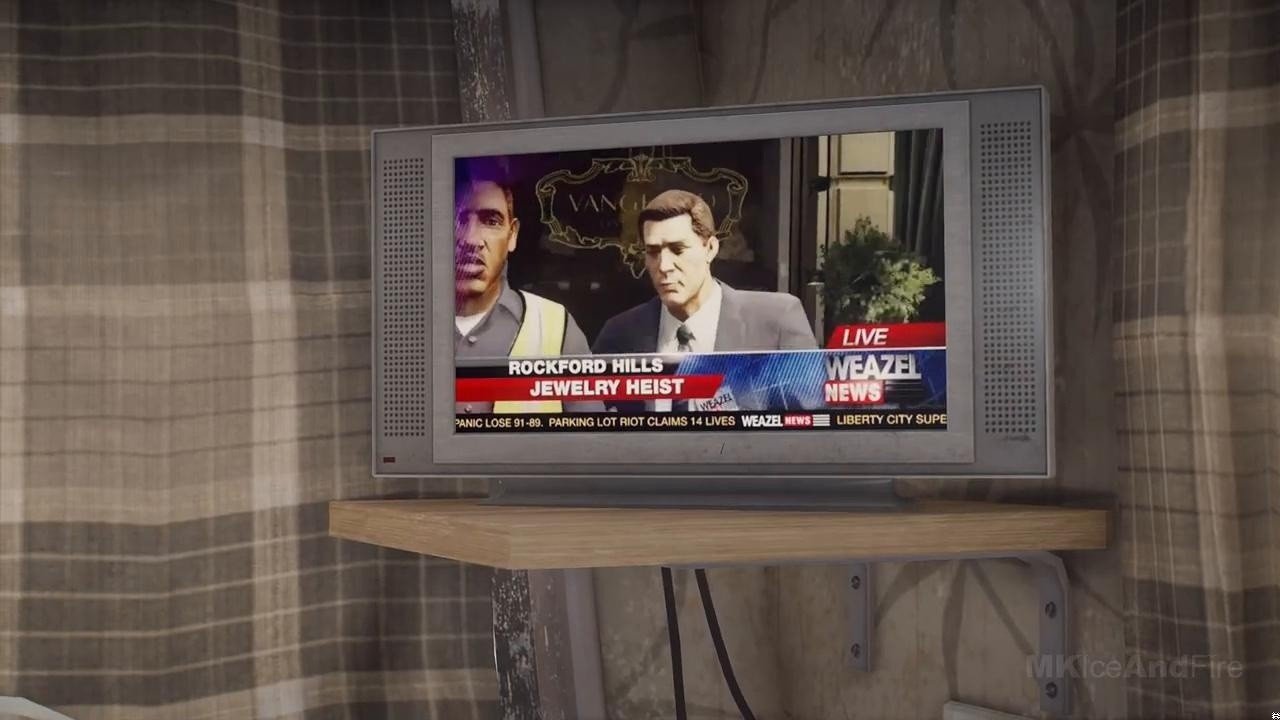 VANG
LIVE
ROCKFORD HILLS
JEWELRY HEIST
WEAZEL
NEWS
WEAZEL
PANIC LOSE 91-89. PARKING LOT RIOT CLAIMS 14 LIVES WEAZEL NEWS LIBERTY CITY SUPE
MKIceAndFire